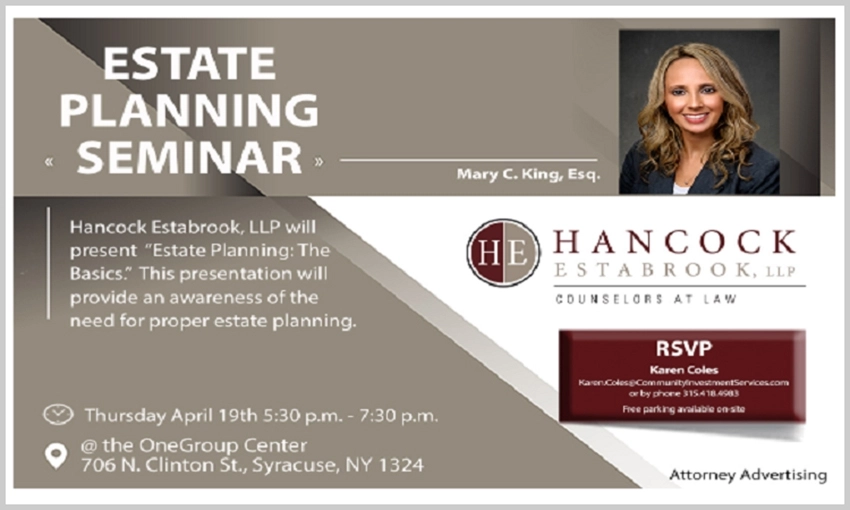 ESTATE
PLANNING
« SEMINAR »
Mary C. King, Esq.
Hancock Estabrook, LLP will
present “Estate Planning: The
Basics.” This presentation will
provide an awareness of the
need for proper estate planning.
HE
HANCOCK
ESTABROOK, LLP
COUNSELORS AT LAW
RSVP
Karen Coles
Karen.Coles@CommunityInvestmentServices.com
or by phone 315.418.4983
Free parking available on-site
Thursday April 19th 5:30 p.m. - 7:30 p.m.
@ the OneGroup Center
706 N. Clinton St., Syracuse, NY 1324
Attorney Advertising